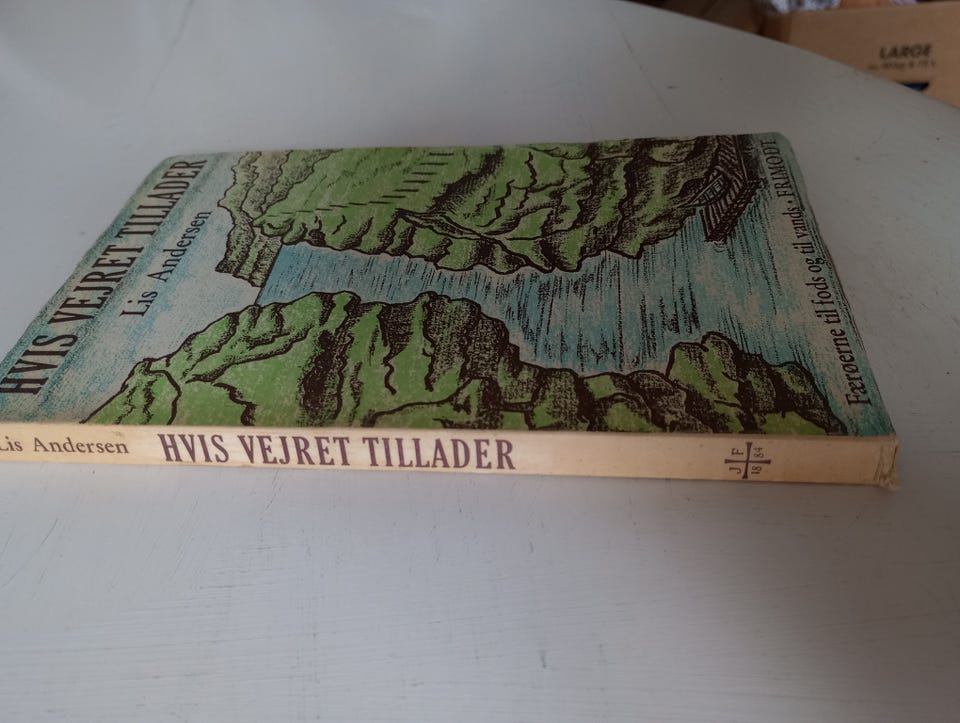 HVIS VEJRET TILLADER
Lis Andersen
Færøerne til fods og til vands · FRIMODT
Lis Andersen HVIS VEJRET TILLADER
J F
18 84
LARGE